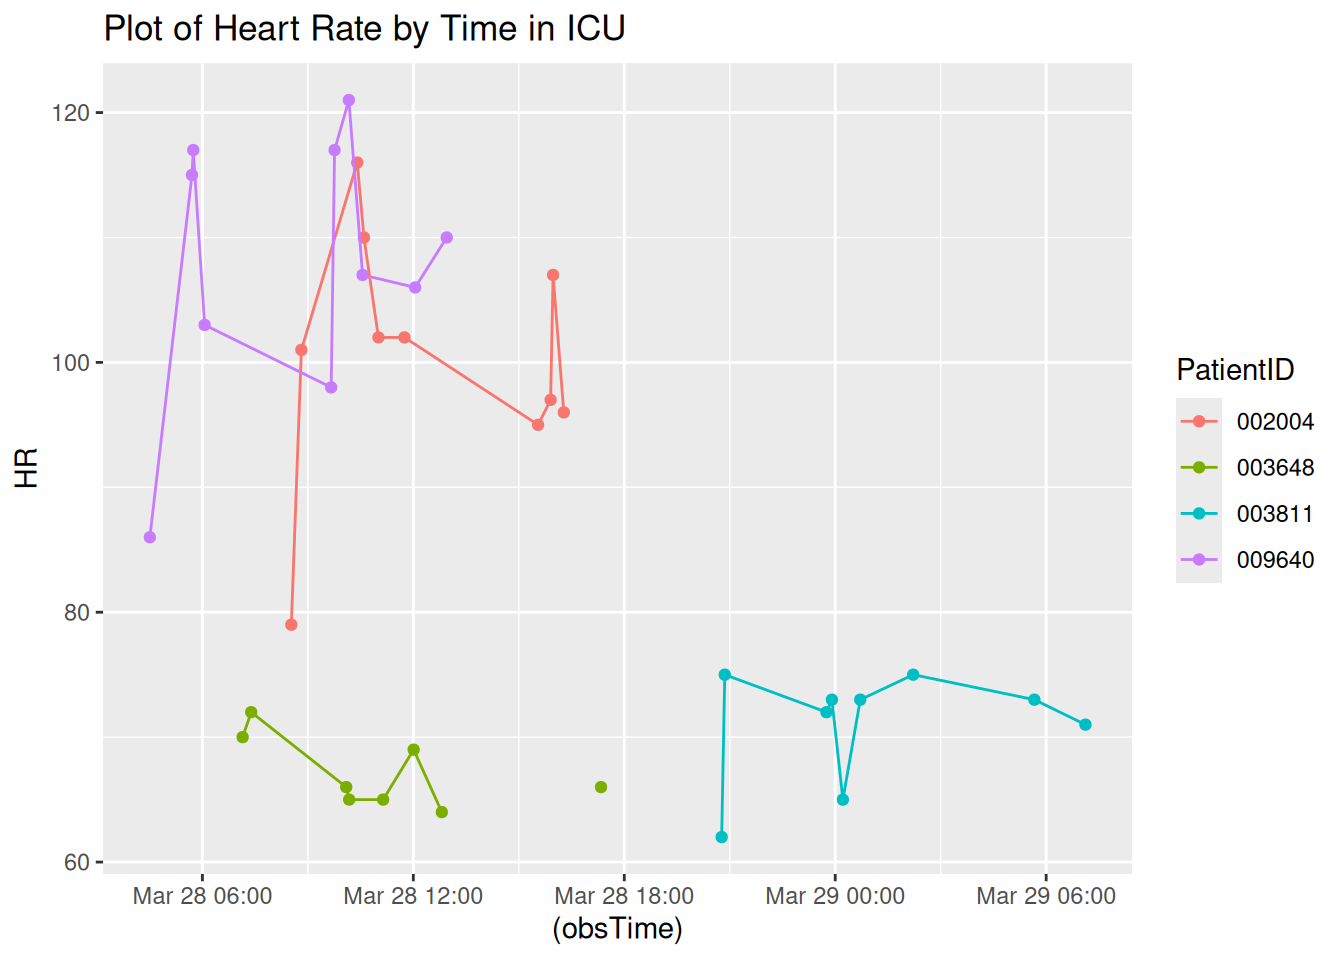 Plot of Heart Rate by Time in ICU
120
100
80
60
HR
Mar 28 06:00 Mar 28 12:00 Mar 28 18:00 Mar 29 00:00 Mar 29 06:00
(obsTime)
PatientID
002004
003648
003811
009640